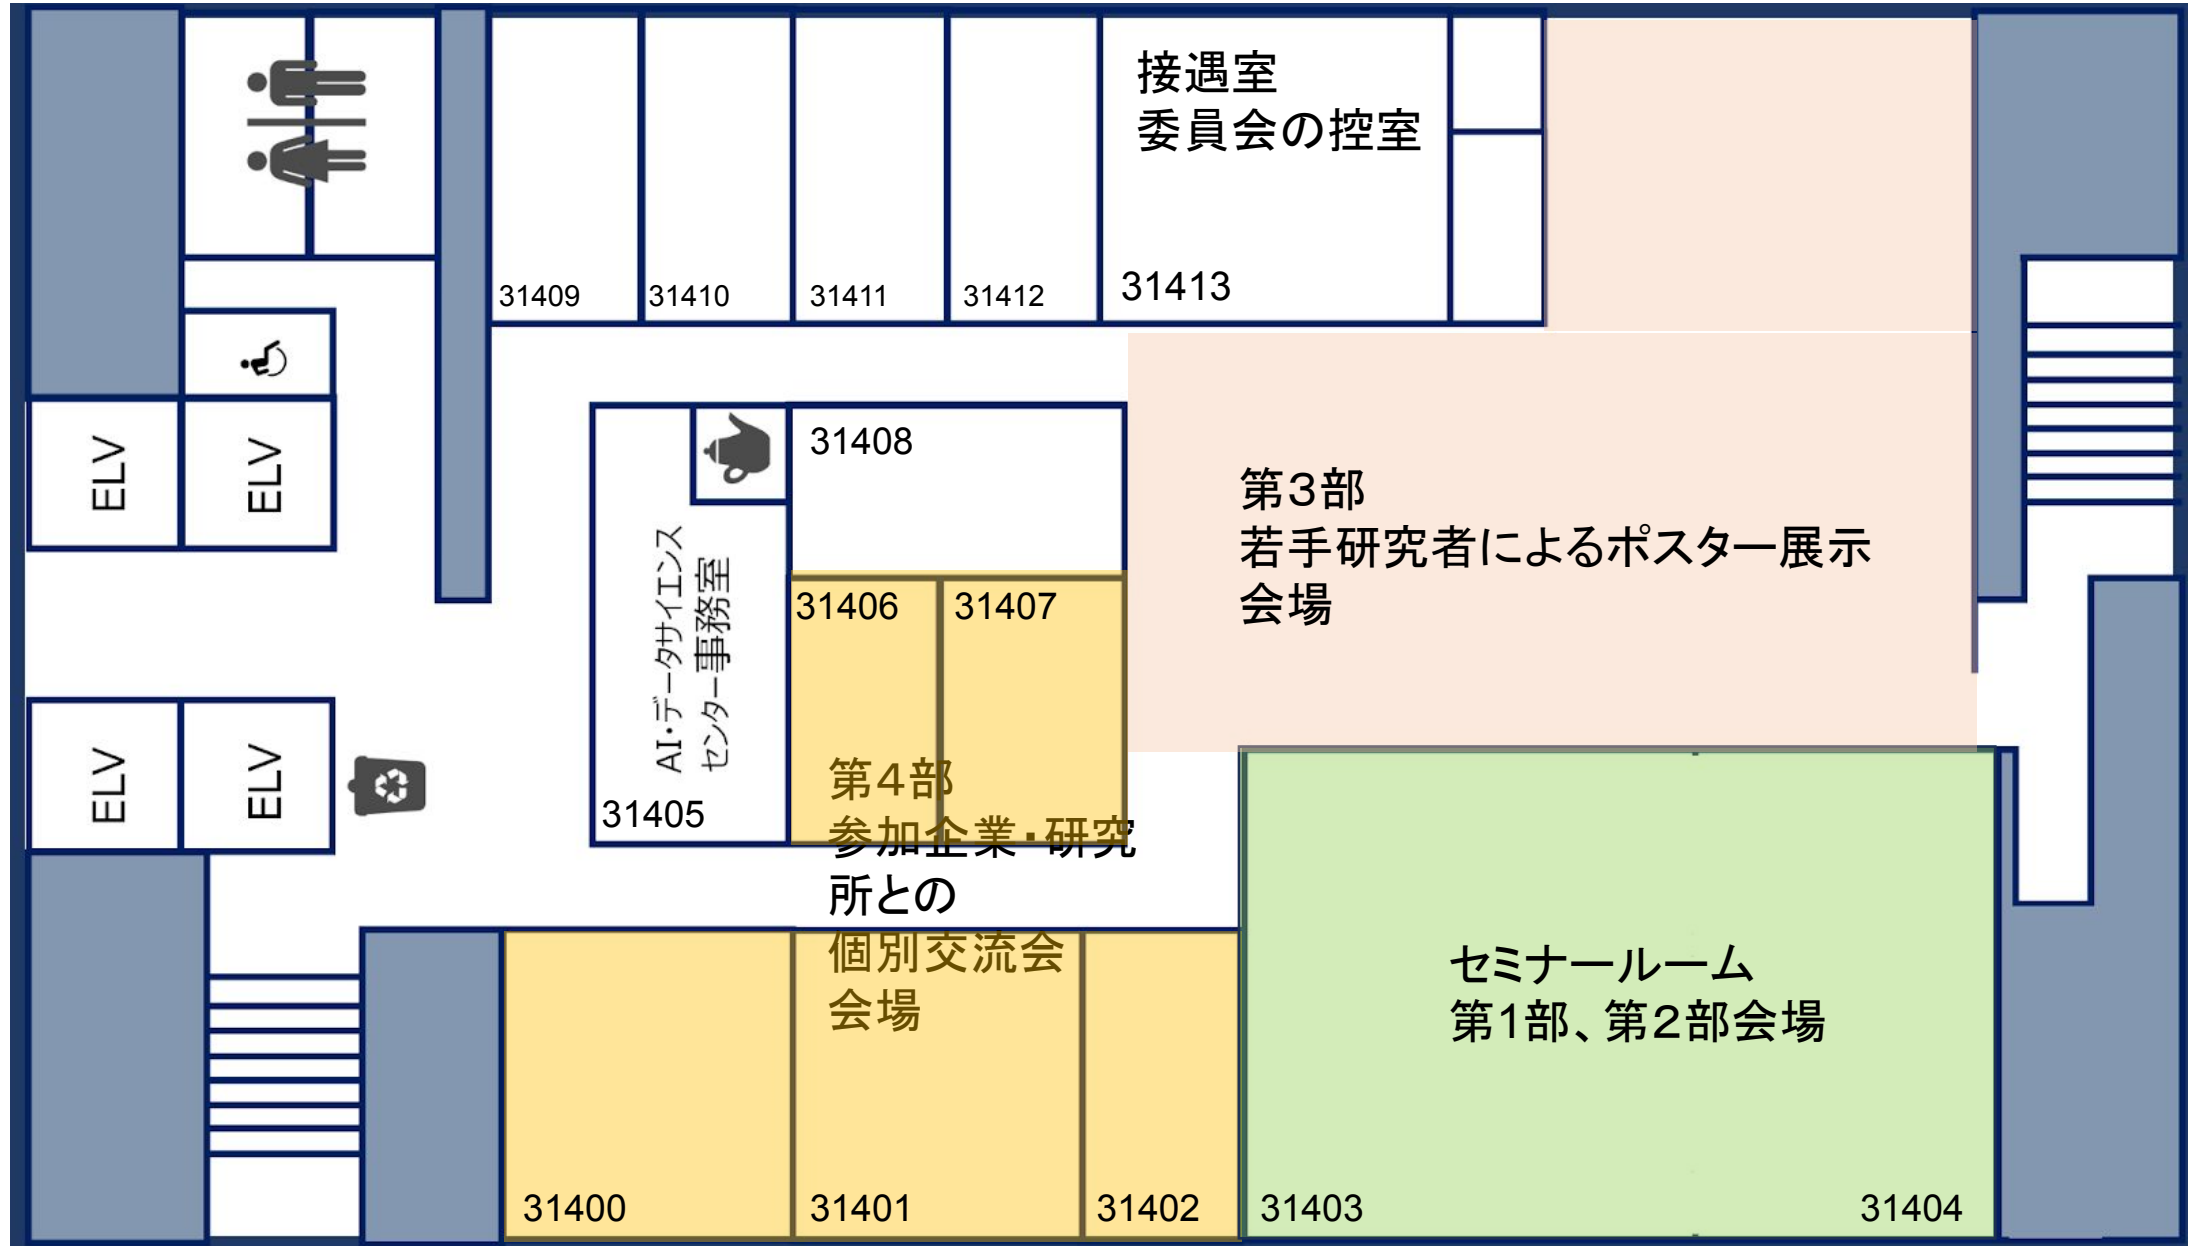 接遇室
委員会の控室
31409
31410
31411
31412
31413
ELV
ELV
31408
第3部
若手研究者によるポスター展示
会場
31406
31407
AI・データサイエンス
センター事務室
31405
ELV
ELV
第4部
参加企業・研究
所との
個別交流会
会場
セミナールーム
第1部、第2部会場
31400
31401
31402
31403
31404